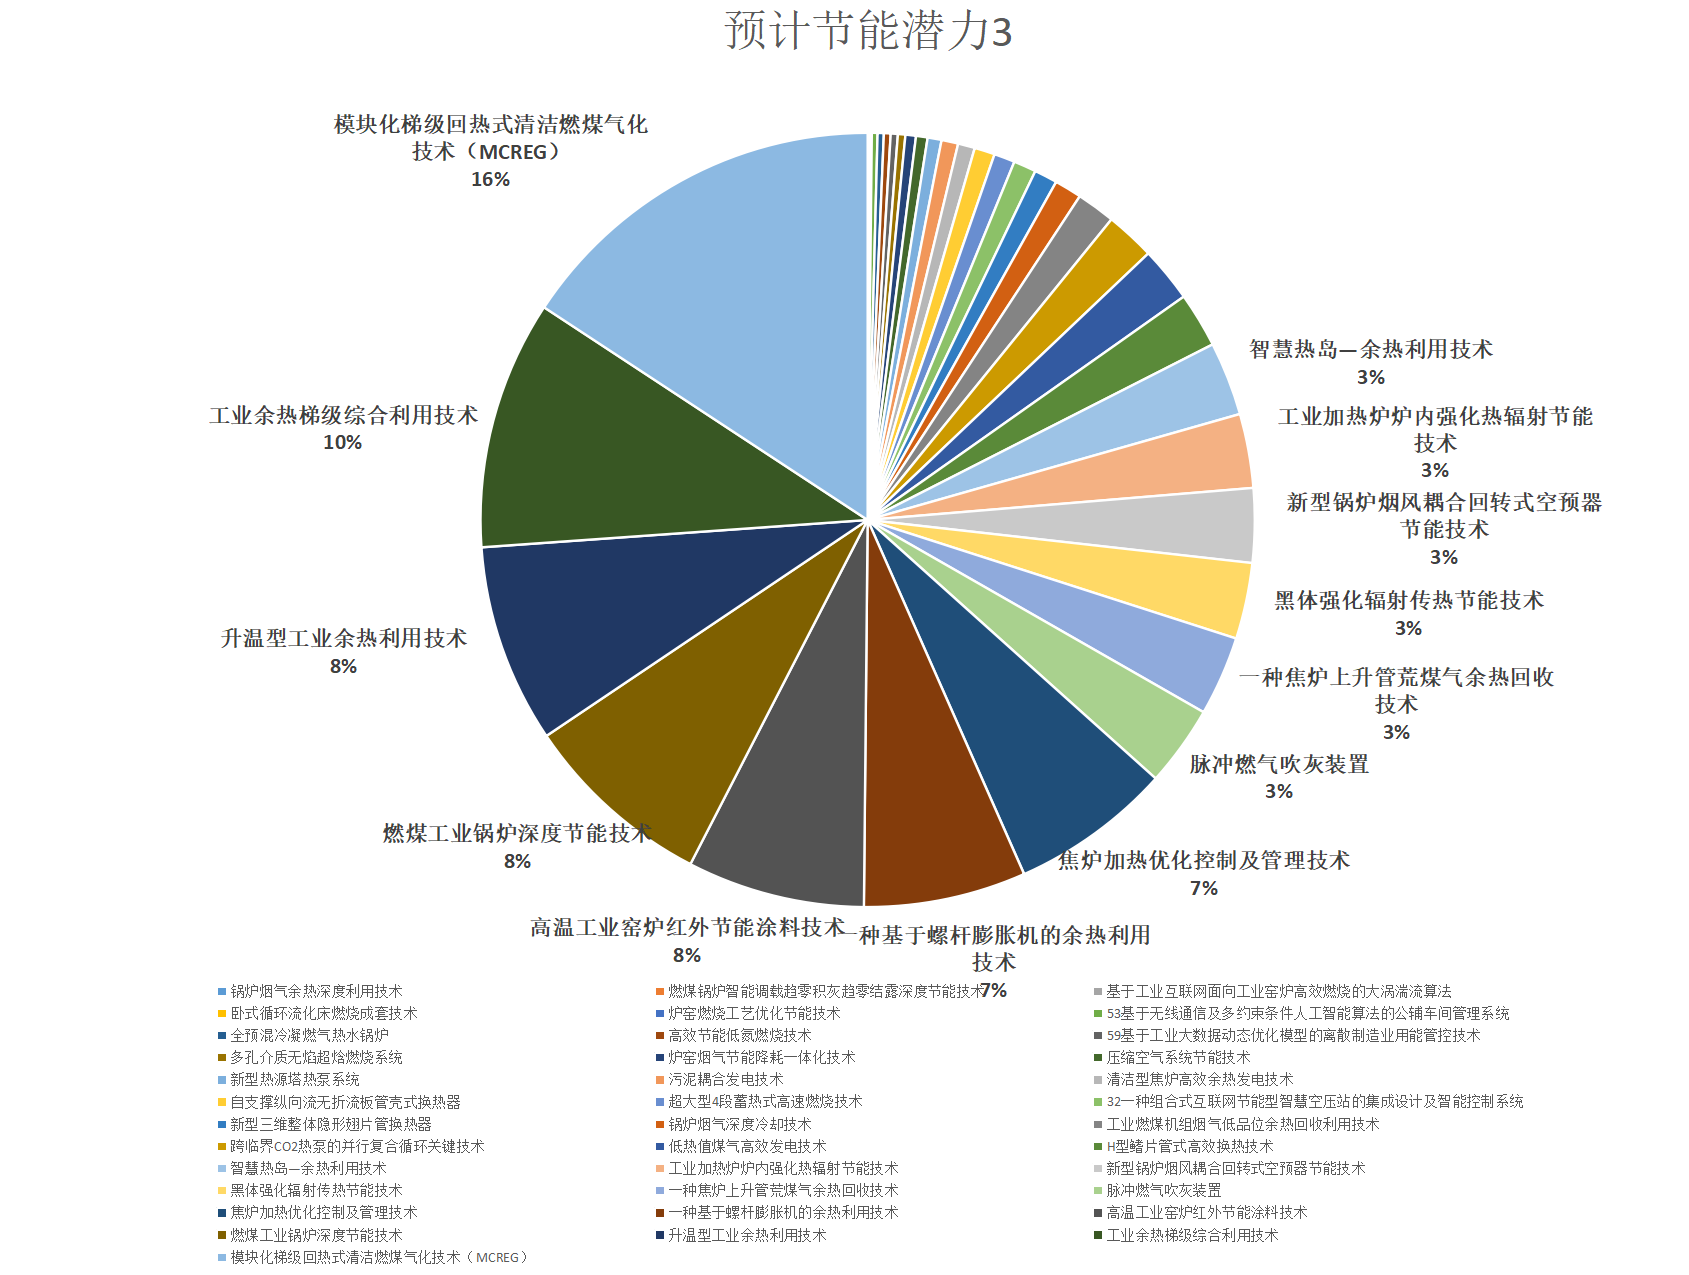 预计节能潜力3
模块化梯级回热式清洁燃煤气化
技术（MCREG）
16%
智慧热岛—余热利用技术
3%
工业加热炉炉内强化热辐射节能
技术
3%
工业余热梯级综合利用技术
10%
新型锅炉烟风耦合回转式空预器
节能技术
3%
黑体强化辐射传热节能技术
3%
升温型工业余热利用技术
8%
一种焦炉上升管荒煤气余热回收
技术
3%
脉冲燃气吹灰装置
3%
燃煤工业锅炉深度节能技术
8%
焦炉加热优化控制及管理技术
7%
高温工业窑炉红外节能涂料技术
8%
一种基于螺杆膨胀机的余热利用
技术
7%
锅炉烟气余热深度利用技术
燃煤锅炉智能调载趋零积灰趋零结露深度节能技术
基于工业互联网面向工业窑炉高效燃烧的大涡湍流算法
卧式循环流化床燃烧成套技术
炉窑燃烧工艺优化节能技术
53基于无线通信及多约束条件人工智能算法的公辅车间管理系统
全预混冷凝燃气热水锅炉
高效节能低氮燃烧技术
59基于工业大数据动态优化模型的离散制造业用能管控技术
多孔介质无焰超焓燃烧系统
炉窑烟气节能降耗一体化技术
压缩空气系统节能技术
新型热源塔热泵系统
污泥耦合发电技术
清洁型焦炉高效余热发电技术
自支撑纵向流无折流板管壳式换热器
超大型4段蓄热式高速燃烧技术
32一种组合式互联网节能型智慧空压站的集成设计及智能控制系统
新型三维整体隐形翅片管换热器
锅炉烟气深度冷却技术
工业燃煤机组烟气低品位余热回收利用技术
跨临界CO2热泵的并行复合循环关键技术
低热值煤气高效发电技术
H型鳍片管式高效换热技术
智慧热岛—余热利用技术
工业加热炉炉内强化热辐射节能技术
新型锅炉烟风耦合回转式空预器节能技术
黑体强化辐射传热节能技术
一种焦炉上升管荒煤气余热回收技术
脉冲燃气吹灰装置
焦炉加热优化控制及管理技术
一种基于螺杆膨胀机的余热利用技术
高温工业窑炉红外节能涂料技术
燃煤工业锅炉深度节能技术
升温型工业余热利用技术
工业余热梯级综合利用技术
模块化梯级回热式清洁燃煤气化技术（MCREG）